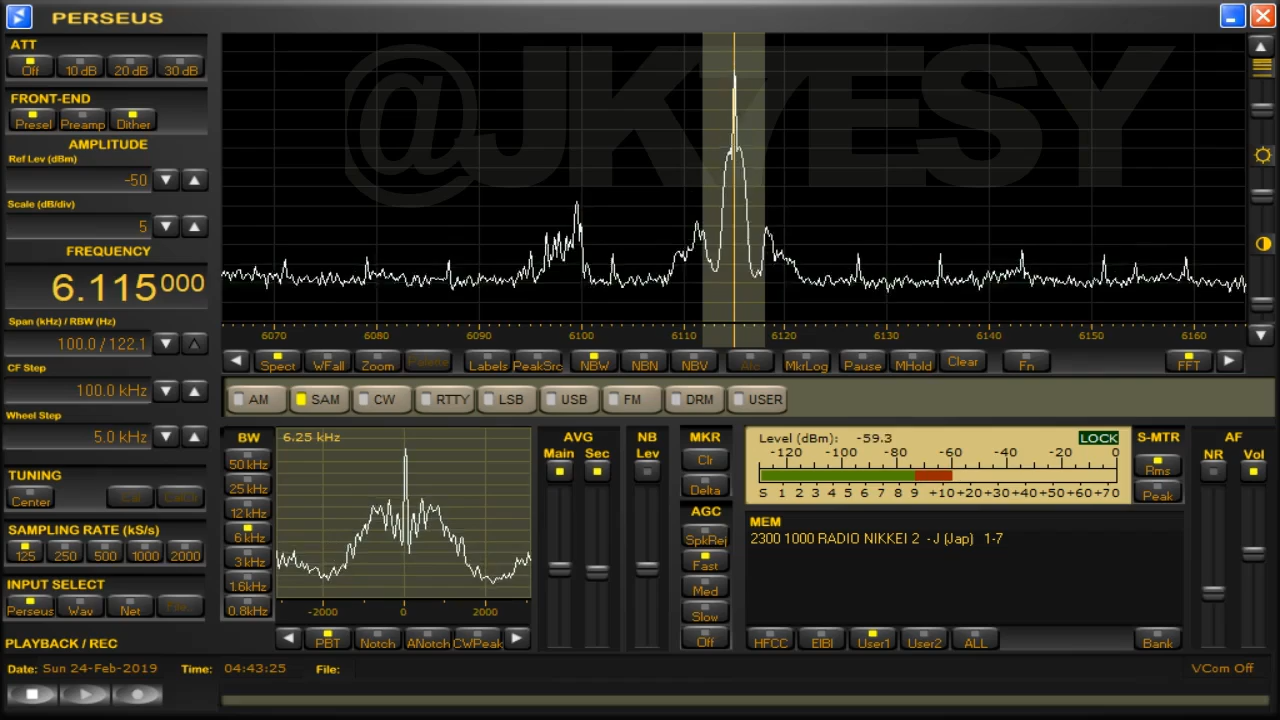 PERSEUS
@JK7ESY
ATT
Off 10 dB 20 dB 30 dB
FRONT-END
Presel Preamp Dither
AMPLITUDE
Ref Lev (dBm)
-50
Scale (dB/div)
5
FREQUENCY
6.115000
Span (kHz) / RBW (Hz)
100.0 / 122.1
CF Step
100.0 kHz
Wheel Step
5.0 kHz
TUNING
Center
SAMPLING RATE (kS/s)
125 250 500 1000 2000
INPUT SELECT
Perseus Wav Net File...
PLAYBACK / REC
6070 6080 6090 6100 6110 6120 6130 6140 6150 6160
Spect WFall Zoom Palette Labels PeakSrc NBW NBN NBV MkrLog Pause MHold Clear Fn FFT
AM SAM CW RTTY LSB USB FM DRM USER
BW
50 kHz
25 kHz
12 kHz
6 kHz
3 kHz
1.6kHz
0.8kHz
6.25 kHz
-2000 0 2000
PBT Notch ANotch CWPeak
AVG
Main Sec
NB
Lev
MKR
Clr
Delta
AGC
SpkRej
Fast
Med
Slow
Off
Level (dBm): -59.3 LOCK
-120 -100 -80 -60 -40 -20 0
S 1 2 3 4 5 6 7 8 9 +10 +20 +30 +40 +50 +60 +70
S-MTR
Rms
Peak
AF
NR Vol
MEM
2300 1000 RADIO NIKKEI 2 - J (Jap) 1-7
HFCC EIBI User1 User2 ALL Bank
Date: Sun 24-Feb-2019 Time: 04:43:25 File:
VCom Off